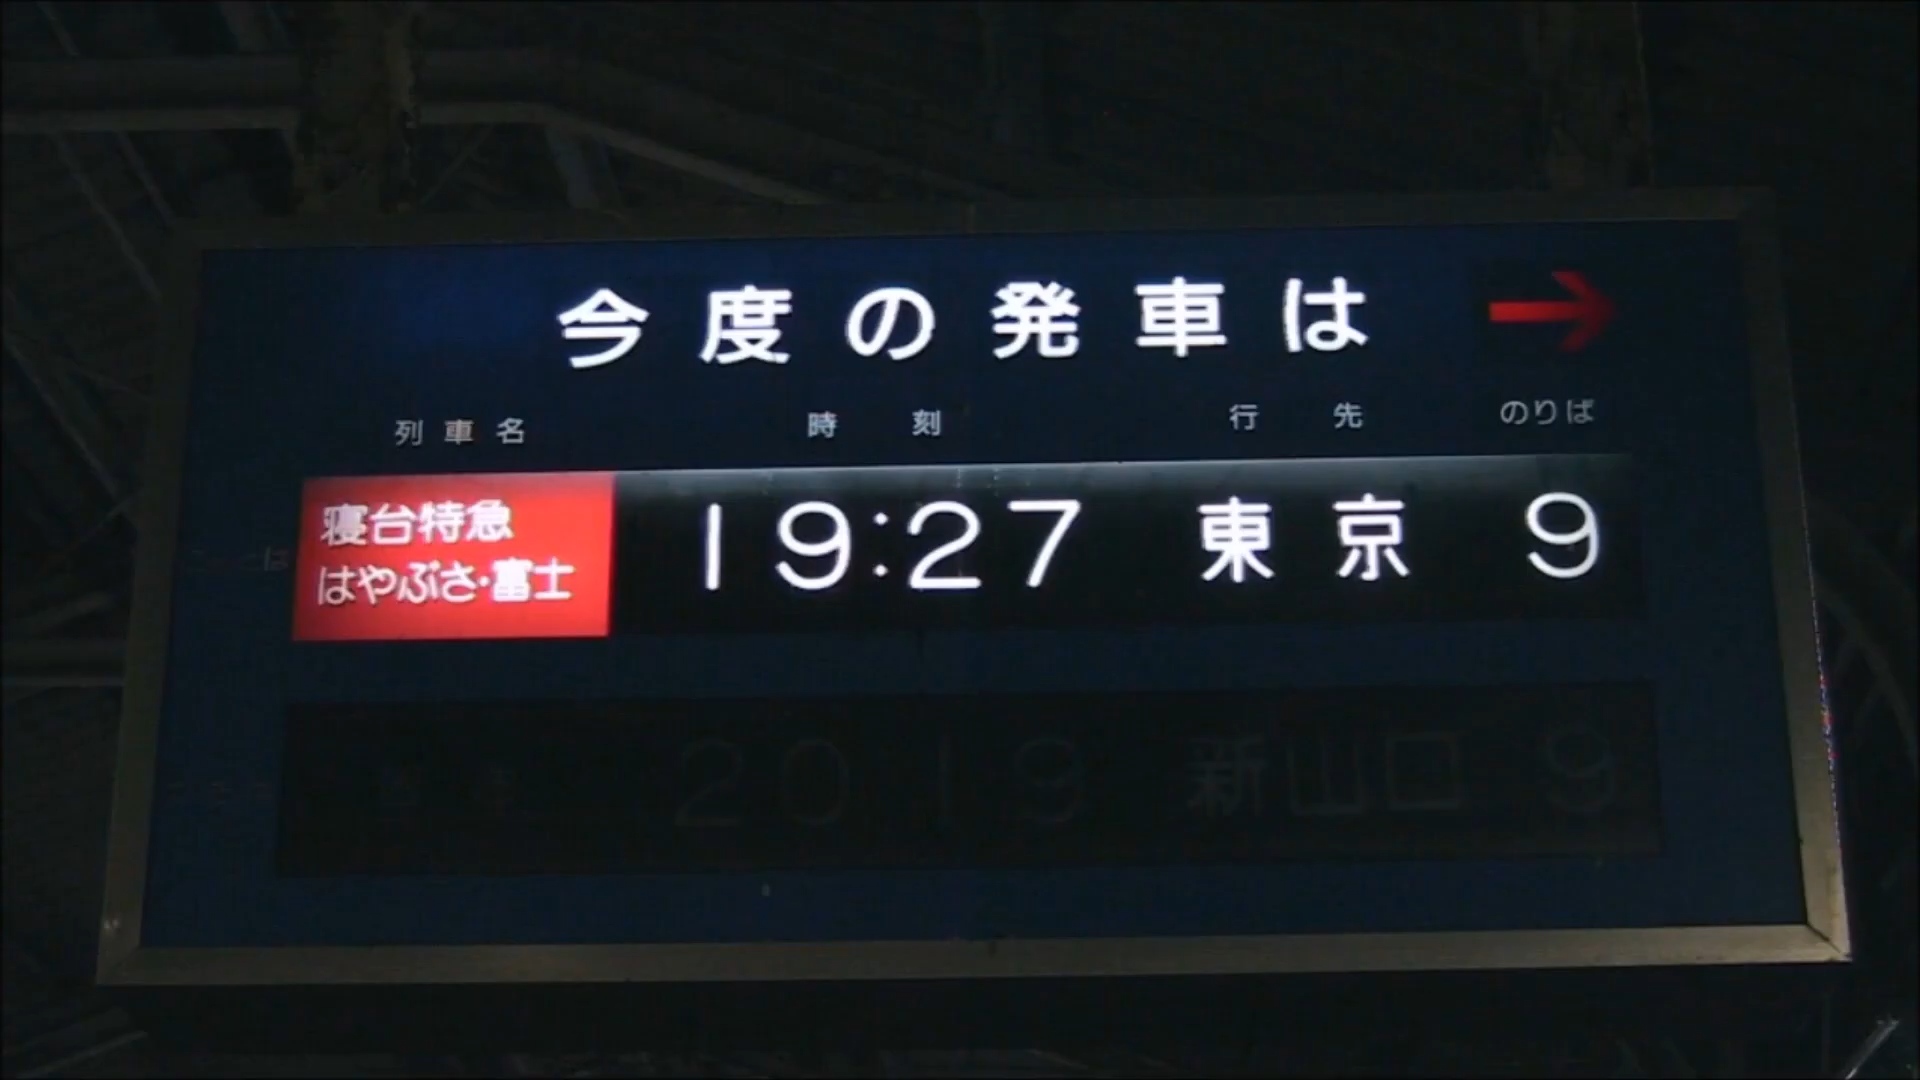 今度の発車は →
列車名 時刻 行先 のりば
寝台特急
はやぶさ・富士 19:27 東京 9
20 19 新山口 9